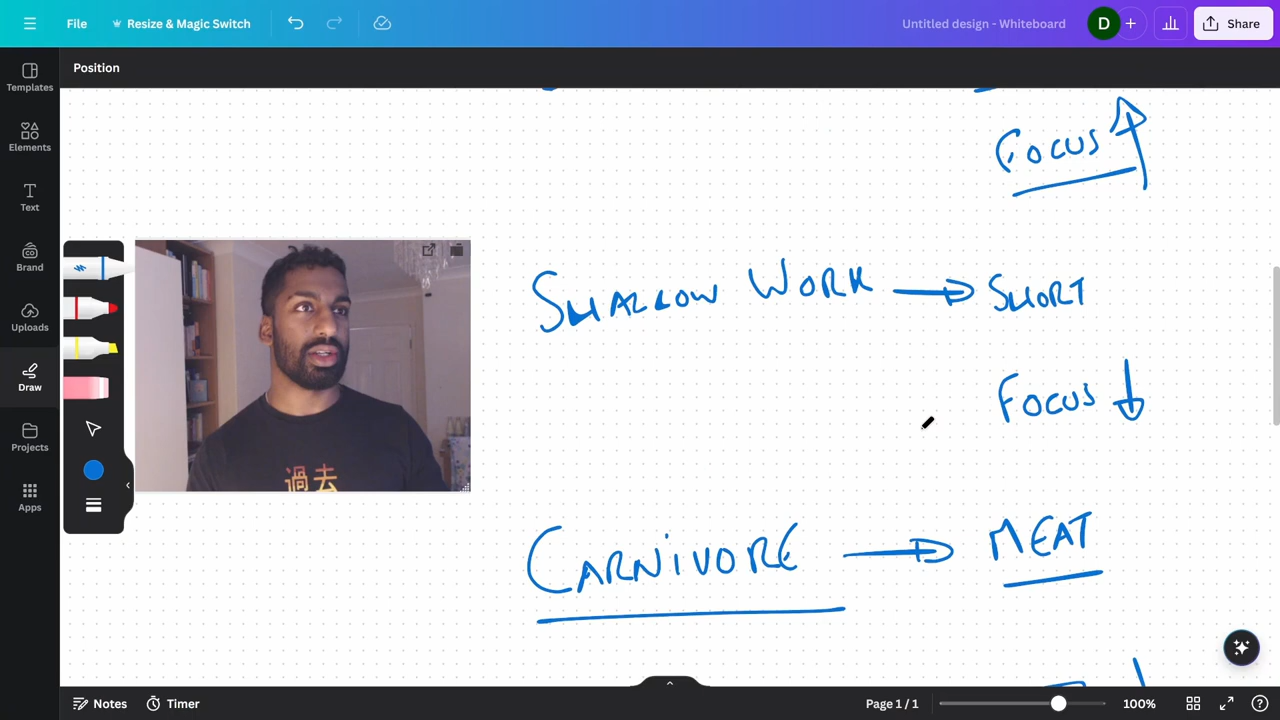 File
Resize & Magic Switch
Untitled design - Whiteboard
D
Share
Position
Templates
Elements
Text
Brand
Uploads
Draw
Projects
Apps
FOCUS
SHALLOW WORK → SHORT
FOCUS ↓
過去
CARNIVORE → MEAT
Notes
Timer
Page 1 / 1
100%